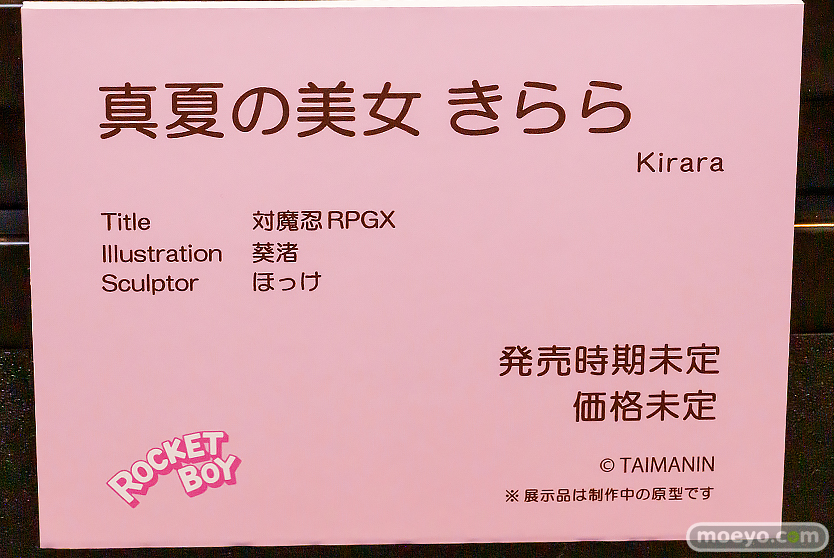 真夏の美女 きらら
Kirara
Title 対魔忍RPGX
Illustration 葵渚
Sculptor ほっけ
発売時期未定
価格未定
© TAIMANIN
※展示品は制作中の原型です
ROCKET
BOY
moeyo.com